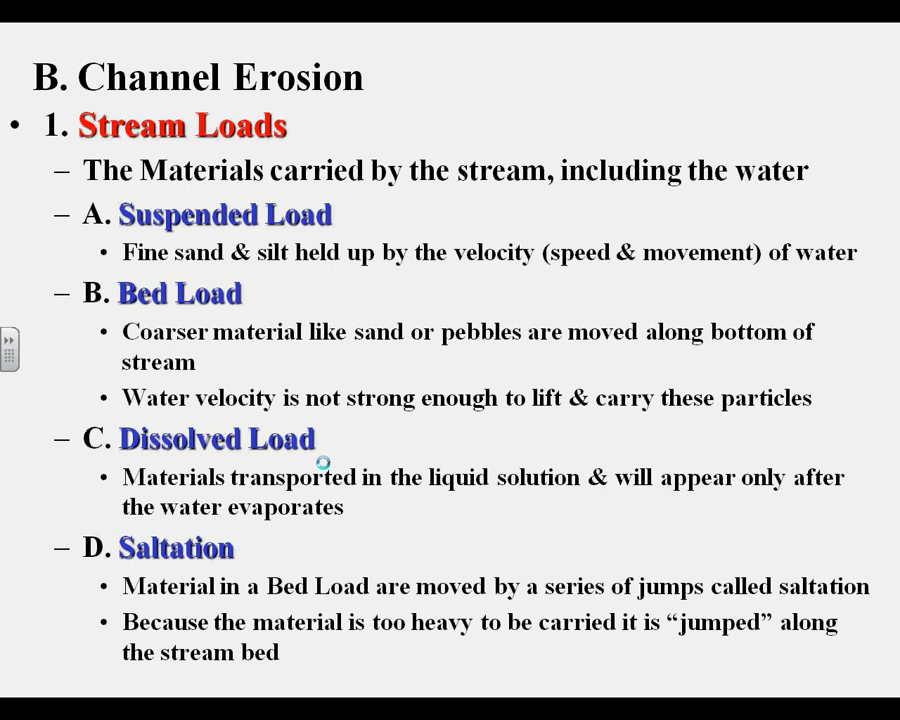 B. Channel Erosion
• 1. Stream Loads
– The Materials carried by the stream, including the water
– A. Suspended Load
• Fine sand & silt held up by the velocity (speed & movement) of water
– B. Bed Load
• Coarser material like sand or pebbles are moved along bottom of
stream
• Water velocity is not strong enough to lift & carry these particles
– C. Dissolved Load
• Materials transported in the liquid solution & will appear only after
the water evaporates
– D. Saltation
• Material in a Bed Load are moved by a series of jumps called saltation
• Because the material is too heavy to be carried it is “jumped” along
the stream bed